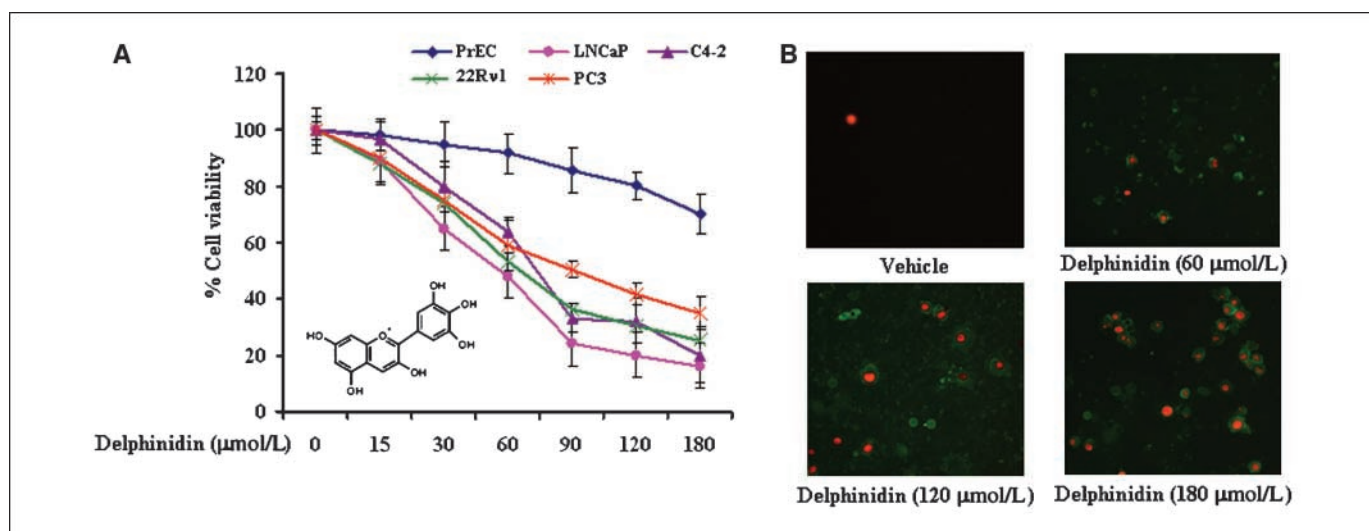 A
PrEC LNCaP C4-2
22Rv1 PC3
% Cell viability
120
100
80
60
40
20
0
OH
OH
HO
O+
OH
OH
OH
Delphinidin (μmol/L) 0 15 30 60 90 120 180
B
Vehicle
Delphinidin (60 μmol/L)
Delphinidin (120 μmol/L)
Delphinidin (180 μmol/L)